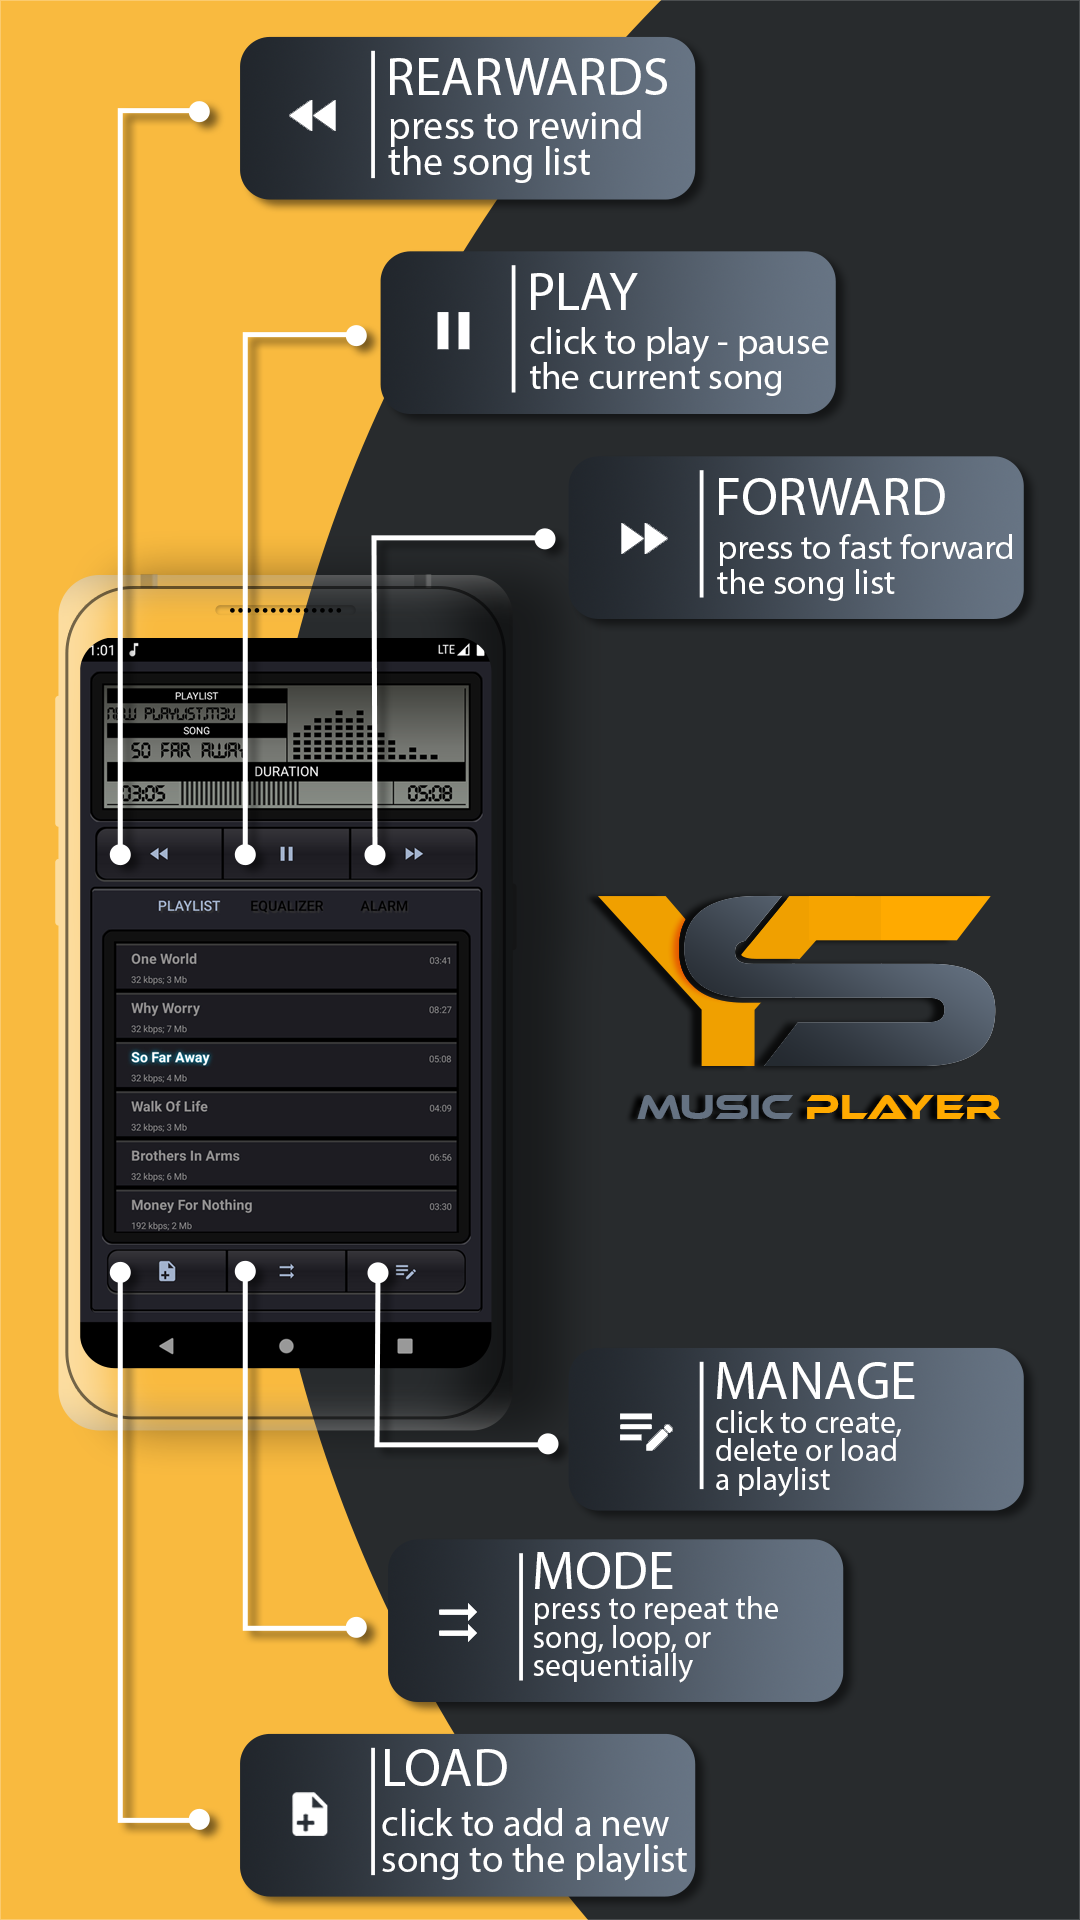 REARWARDS
press to rewind
the song list
PLAY
click to play - pause
the current song
FORWARD
press to fast forward
the song list
1:01
LTE
PLAYLIST
NEW PLAYLIST.M3U
SONG
SO FAR AWAY
DURATION
03:05
05:08
PLAYLIST EQUALIZER ALARM
One World 03:41
32 kbps; 3 Mb
Why Worry 08:27
32 kbps; 7 Mb
So Far Away 05:08
32 kbps; 4 Mb
Walk Of Life 04:09
32 kbps; 3 Mb
Brothers In Arms 06:56
32 kbps; 6 Mb
Money For Nothing 03:30
192 kbps; 2 Mb
YS
MUSIC PLAYER
MANAGE
click to create,
delete or load
a playlist
MODE
press to repeat the
song, loop, or
sequentially
LOAD
click to add a new
song to the playlist